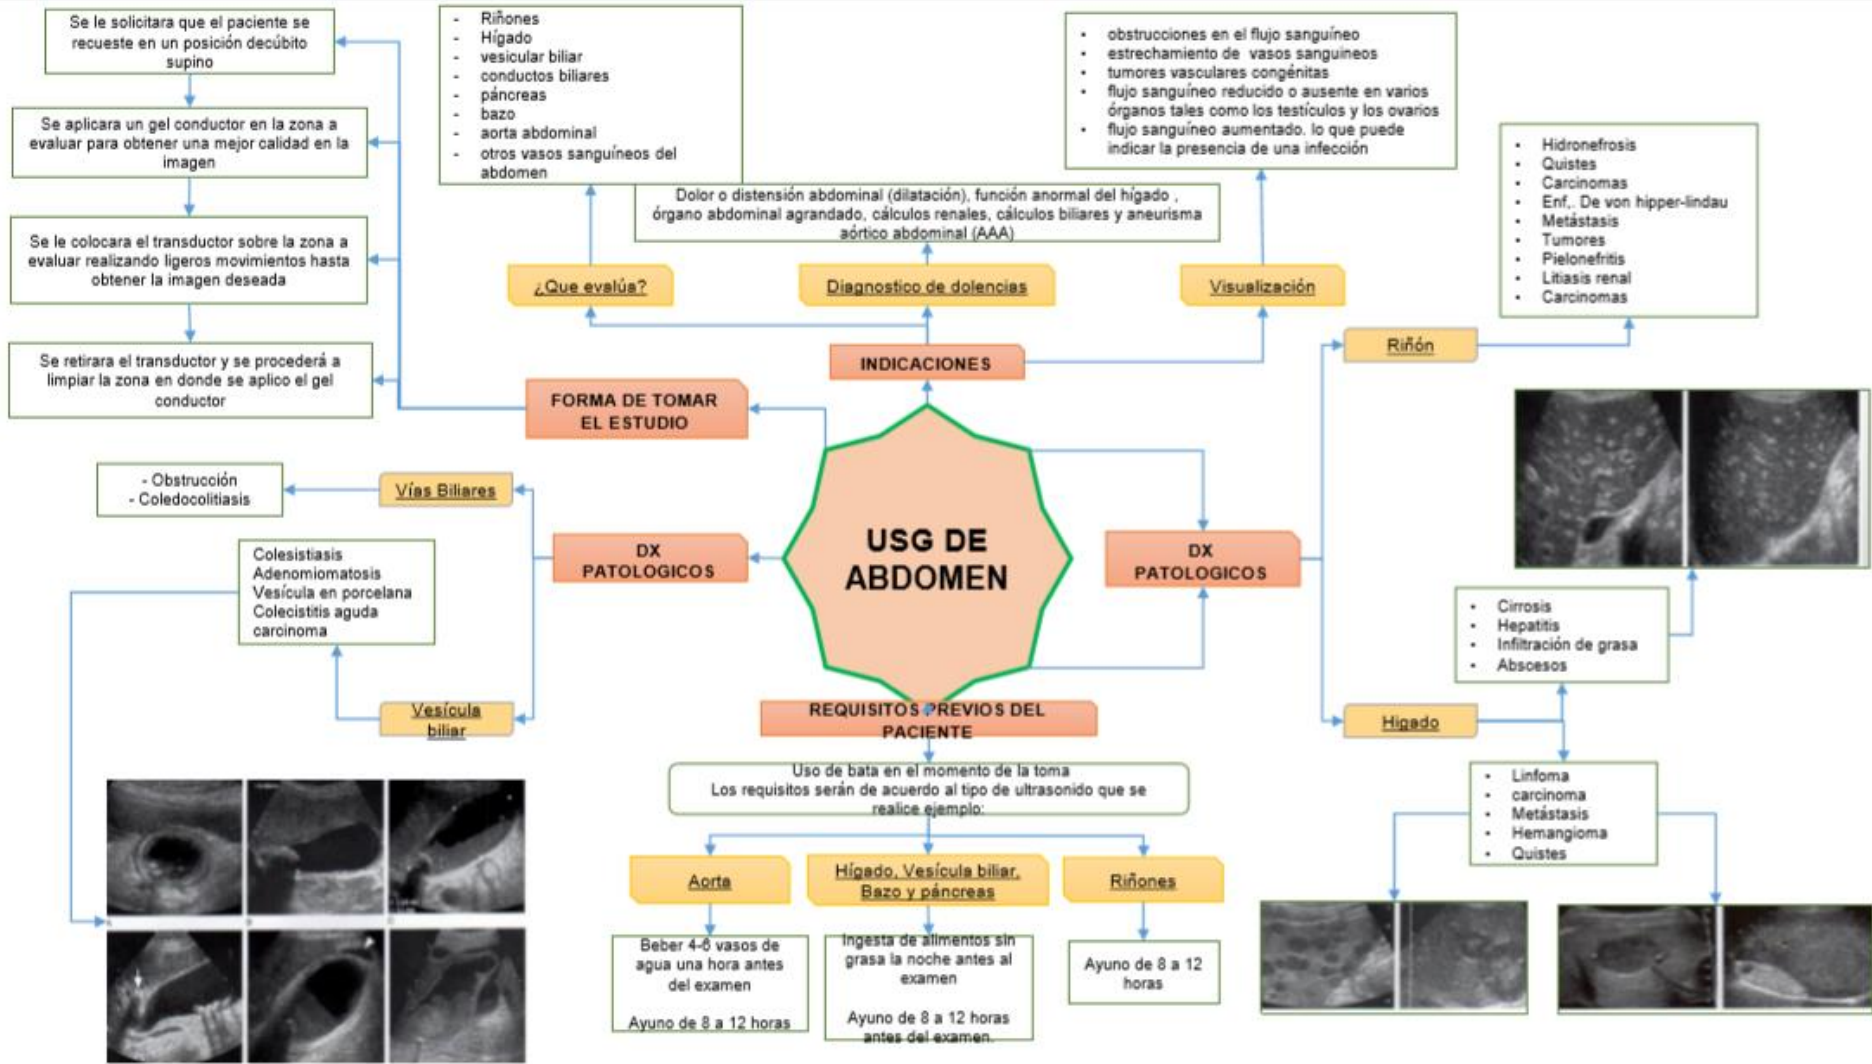 Se le solicitara que el paciente se
recueste en un posición decúbito
supino
Se aplicara un gel conductor en la zona a
evaluar para obtener una mejor calidad en la
imagen
Se le colocara el transductor sobre la zona a
evaluar realizando ligeros movimientos hasta
obtener la imagen deseada
Se retirara el transductor y se procederá a
limpiar la zona en donde se aplico el gel
conductor
FORMA DE TOMAR
EL ESTUDIO
- Riñones
- Hígado
- vesicular biliar
- conductos biliares
- páncreas
- bazo
- aorta abdominal
- otros vasos sanguíneos del
abdomen
¿Que evalúa?
Dolor o distensión abdominal (dilatación), función anormal del hígado ,
órgano abdominal agrandado, cálculos renales, cálculos biliares y aneurisma
aórtico abdominal (AAA)
Diagnostico de dolencias
• obstrucciones en el flujo sanguíneo
• estrechamiento de vasos sanguineos
• tumores vasculares congénitas
• flujo sanguíneo reducido o ausente en varios
órganos tales como los testículos y los ovarios
• flujo sanguíneo aumentado. lo que puede
indicar la presencia de una infección
Visualización
INDICACIONES
• Hidronefrosis
• Quistes
• Carcinomas
• Enf,. De von hipper-lindau
• Metástasis
• Tumores
• Pielonefritis
• Litiasis renal
• Carcinomas
Riñón
USG DE
ABDOMEN
DX
PATOLOGICOS
Vías Biliares
- Obstrucción
- Coledocolitiasis
Colesistiasis
Adenomiomatosis
Vesícula en porcelana
Colecistitis aguda
carcinoma
Vesícula
biliar
DX
PATOLOGICOS
• Cirrosis
• Hepatitis
• Infiltración de grasa
• Abscesos
Higado
• Linfoma
• carcinoma
• Metástasis
• Hemangioma
• Quistes
REQUISITOS PREVIOS DEL
PACIENTE
Uso de bata en el momento de la toma
Los requisitos serán de acuerdo al tipo de ultrasonido que se
realice ejemplo:
Aorta
Beber 4-6 vasos de
agua una hora antes
del examen
Ayuno de 8 a 12 horas
Hígado, Vesícula biliar,
Bazo y páncreas
Ingesta de alimentos sin
grasa la noche antes al
examen
Ayuno de 8 a 12 horas
antes del examen.
Riñones
Ayuno de 8 a 12
horas